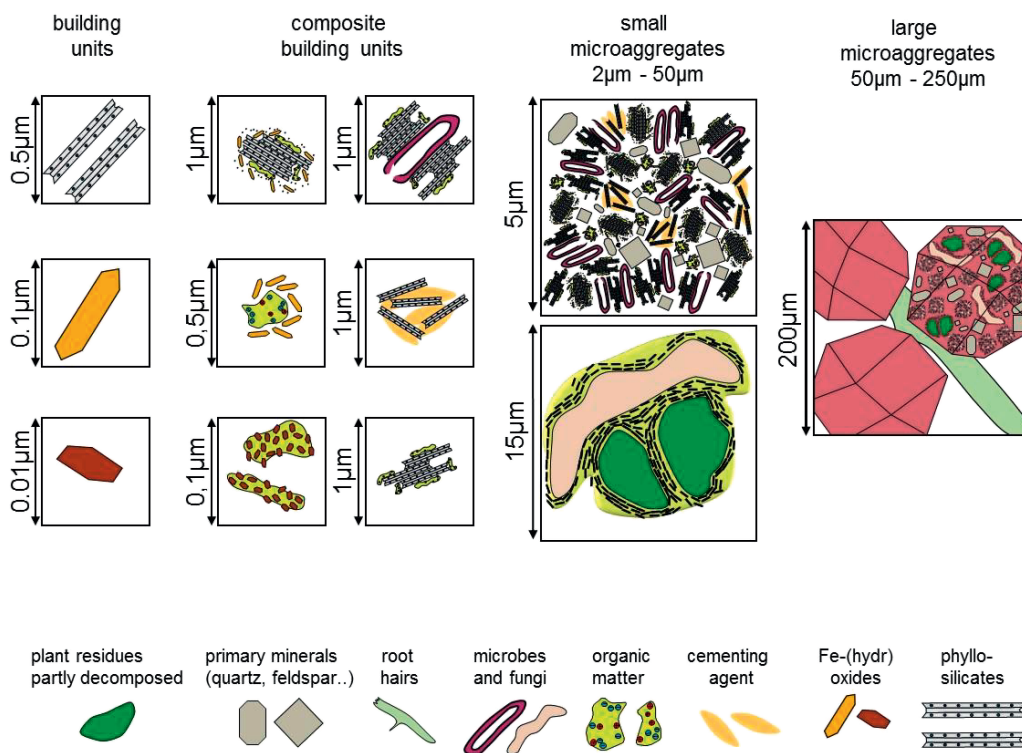 building
units
composite
building units
small
microaggregates
2µm - 50µm
large
microaggregates
50µm - 250µm
0.5µm
1µm
1µm
5µm
0.1µm
0,5µm
1µm
200µm
15µm
0.01µm
0,1µm
1µm
plant residues
partly decomposed
primary minerals
(quartz, feldspar..)
root
hairs
microbes
and fungi
organic
matter
cementing
agent
Fe-(hydr)
oxides
phyllo-
silicates